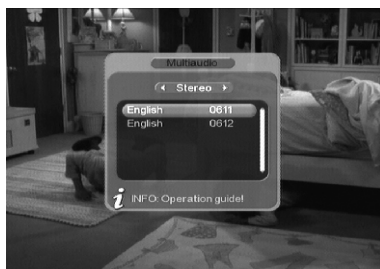 Multiaudio
Stereo
English 0611
English 0612
INFO: Operation guide!